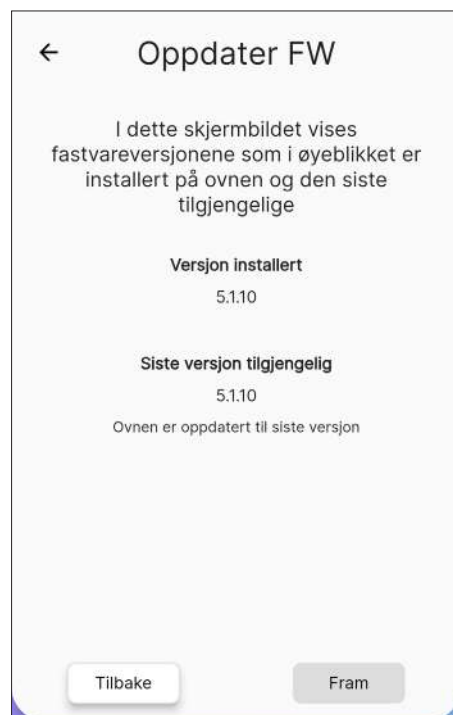 Oppdater FW
I dette skjermbildet vises
fastvareversjonene som i øyeblikket er
installert på ovnen og den siste
tilgjengelige
Versjon installert
5.1.10
Siste versjon tilgjengelig
5.1.10
Ovnen er oppdatert til siste versjon
Tilbake
Fram